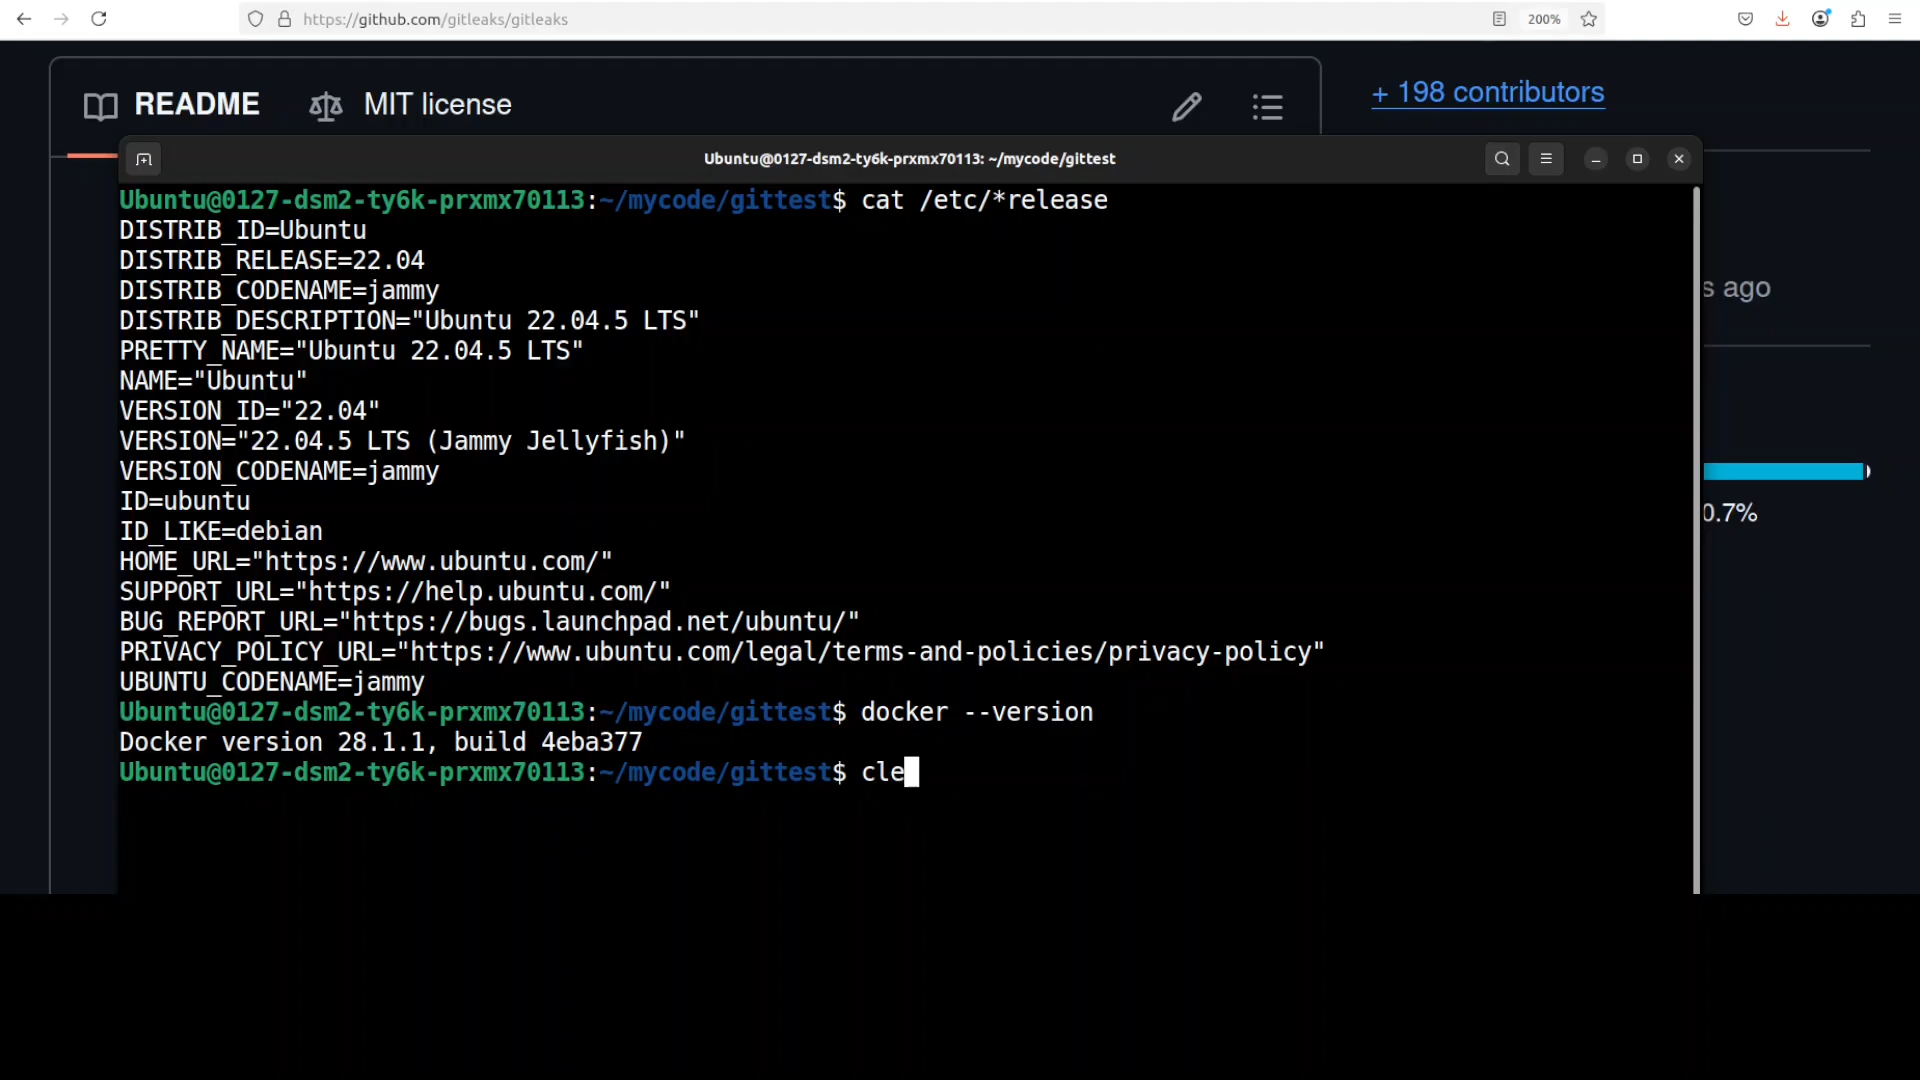 https://github.com/gitleaks/gitleaks
200%
README
MIT license
+ 198 contributors
Ubuntu@0127-dsm2-ty6k-prxmx70113: ~/mycode/gittest
Ubuntu@0127-dsm2-ty6k-prxmx70113:~/mycode/gittest$ cat /etc/*release
DISTRIB_ID=Ubuntu
DISTRIB_RELEASE=22.04
DISTRIB_CODENAME=jammy
s ago
DISTRIB_DESCRIPTION="Ubuntu 22.04.5 LTS"
PRETTY_NAME="Ubuntu 22.04.5 LTS"
NAME="Ubuntu"
VERSION_ID="22.04"
VERSION="22.04.5 LTS (Jammy Jellyfish)"
VERSION_CODENAME=jammy
ID=ubuntu
0.7%
ID_LIKE=debian
HOME_URL="https://www.ubuntu.com/"
SUPPORT_URL="https://help.ubuntu.com/"
BUG_REPORT_URL="https://bugs.launchpad.net/ubuntu/"
PRIVACY_POLICY_URL="https://www.ubuntu.com/legal/terms-and-policies/privacy-policy"
UBUNTU_CODENAME=jammy
Ubuntu@0127-dsm2-ty6k-prxmx70113:~/mycode/gittest$ docker --version
Docker version 28.1.1, build 4eba377
Ubuntu@0127-dsm2-ty6k-prxmx70113:~/mycode/gittest$ cle